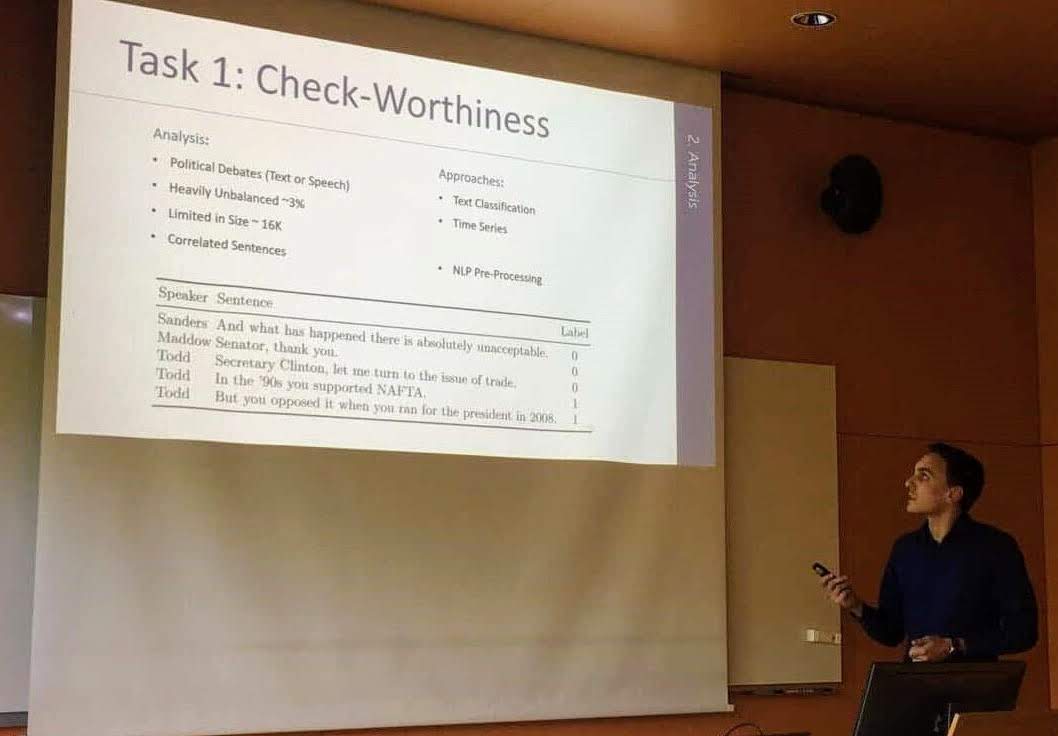 Task 1: Check-Worthiness
2. Analysis
Analysis:
• Political Debates (Text or Speech)
• Heavily Unbalanced ~3%
• Limited in Size ~ 16K
• Correlated Sentences
Approaches:
• Text Classification
• Time Series
• NLP Pre-Processing
Speaker Sentence Label
Sanders And what has happened there is absolutely unacceptable. 0
Maddow Senator, thank you. 0
Todd Secretary Clinton, let me turn to the issue of trade. 0
Todd In the '90s you supported NAFTA. 1
Todd But you opposed it when you ran for the president in 2008. 1